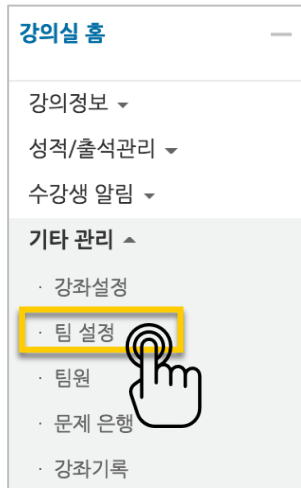 강의실 홈
강의정보
성적/출석관리
수강생 알림
기타 관리
· 강좌설정
· 팀 설정
· 팀원
· 문제 은행
· 강좌기록